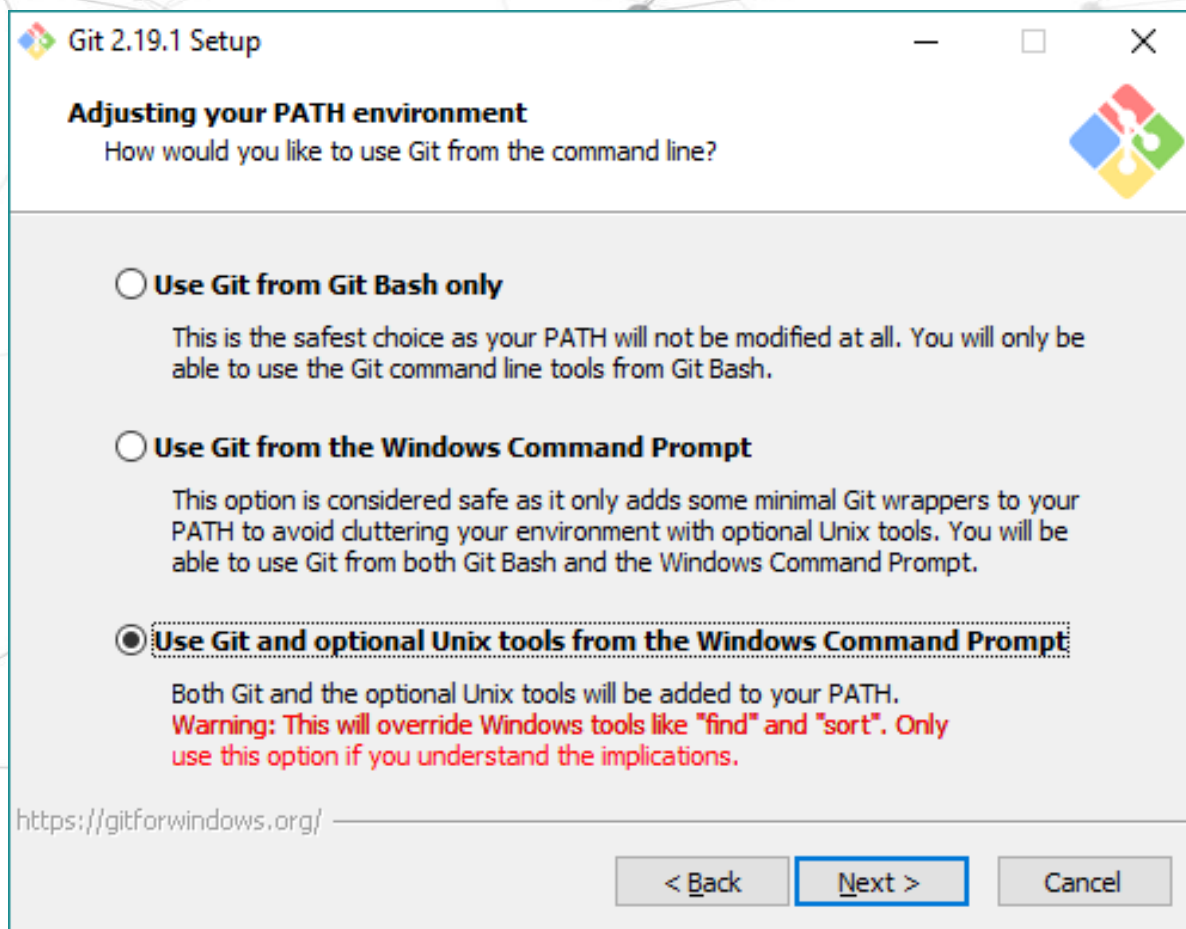 Git 2.19.1 Setup
Adjusting your PATH environment
How would you like to use Git from the command line?
Use Git from Git Bash only
This is the safest choice as your PATH will not be modified at all. You will only be
able to use the Git command line tools from Git Bash.
Use Git from the Windows Command Prompt
This option is considered safe as it only adds some minimal Git wrappers to your
PATH to avoid cluttering your environment with optional Unix tools. You will be
able to use Git from both Git Bash and the Windows Command Prompt.
Use Git and optional Unix tools from the Windows Command Prompt
Both Git and the optional Unix tools will be added to your PATH.
Warning: This will override Windows tools like "find" and "sort". Only
use this option if you understand the implications.
https://gitforwindows.org/
< Back Next > Cancel